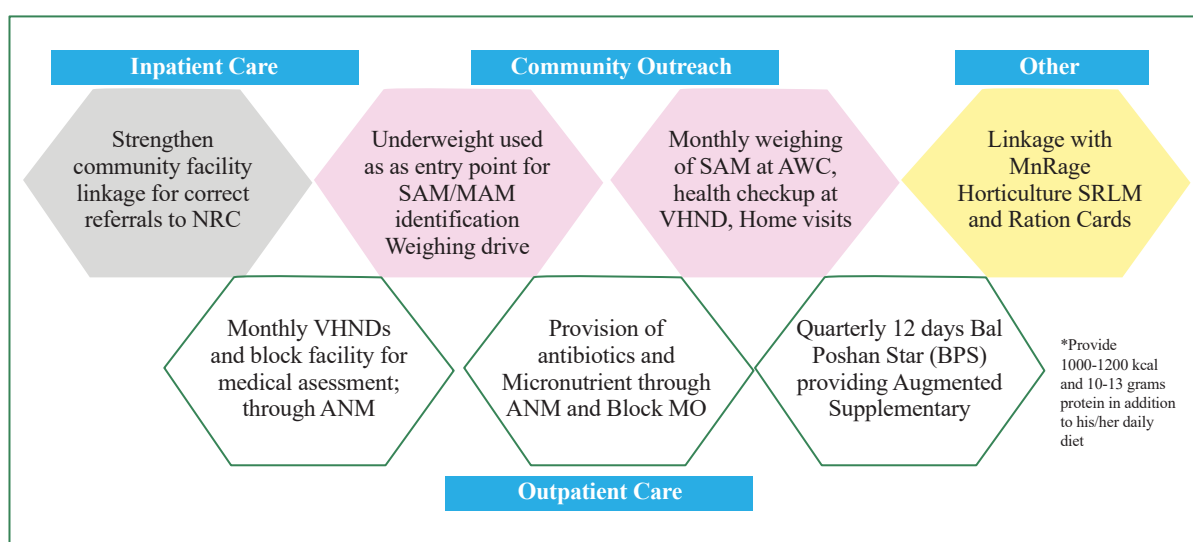 Inpatient Care
Community Outreach
Other
Strengthen
community facility
linkage for correct
referrals to NRC
Underweight used
as as entry point for
SAM/MAM
identification
Weighing drive
Monthly weighing
of SAM at AWC,
health checkup at
VHND, Home visits
Linkage with
MnRage
Horticulture SRLM
and Ration Cards
Monthly VHNDs
and block facility for
medical asessment;
through ANM
Provision of
antibiotics and
Micronutrient through
ANM and Block MO
Quarterly 12 days Bal
Poshan Star (BPS)
providing Augmented
Supplementary
*Provide
1000-1200 kcal
and 10-13 grams
protein in addition
to his/her daily
diet
Outpatient Care